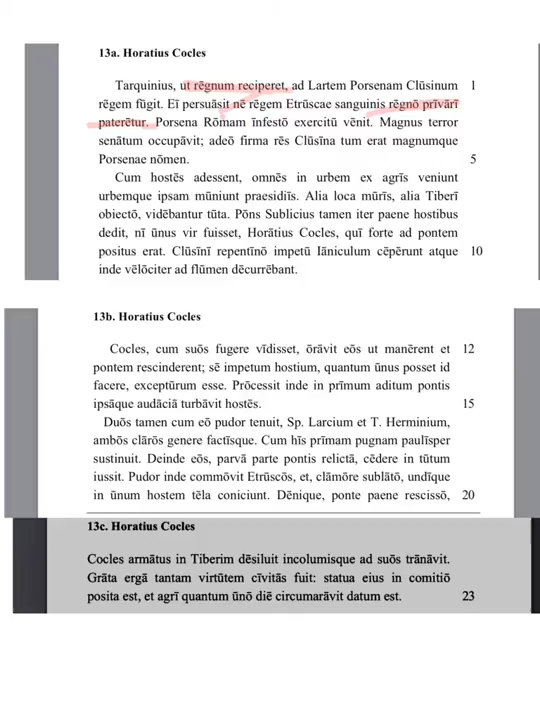 13a. Horatius Cocles
Tarquinius, ut rēgnum reciperet, ad Lartem Porsenam Clūsinum 1
rēgem fūgit. Eī persuāsit nē rēgem Etrūscae sanguinis rēgnō prīvārī
paterētur. Porsena Rōmam īnfestō exercitū vēnit. Magnus terror
senātum occupāvit; adeō firma rēs Clūsīna tum erat magnumque
Porsenae nōmen. 5
Cum hostēs adessent, omnēs in urbem ex agrīs veniunt
urbemque ipsam mūniunt praesidiīs. Alia loca mūrīs, alia Tiberī
obiectō, vidēbantur tūta. Pōns Sublicius tamen iter paene hostibus
dedit, nī ūnus vir fuisset, Horātius Cocles, quī forte ad pontem
positus erat. Clūsīnī repentīnō impetū Iāniculum cēpērunt atque 10
inde vēlōciter ad flūmen dēcurrēbant.
13b. Horatius Cocles
Cocles, cum suōs fugere vīdisset, ōrāvit eōs ut manērent et 12
pontem rescinderent; sē impetum hostium, quantum ūnus posset id
facere, exceptūrum esse. Prōcessit inde in prīmum aditum pontis
ipsāque audāciā turbāvit hostēs. 15
Duōs tamen cum eō pudor tenuit, Sp. Larcium et T. Herminium,
ambōs clārōs genere factīsque. Cum hīs prīmam pugnam paulīsper
sustinuit. Deinde eōs, parvā parte pontis relictā, cēdere in tūtum
iussit. Pudor inde commōvit Etrūscōs, et, clāmōre sublātō, undīque
in ūnum hostem tēla coniciunt. Dēnique, ponte paene rescissō, 20
13c. Horatius Cocles
Cocles armātus in Tiberim dēsiluit incolumisque ad suōs trānāvit.
Grāta ergā tantam virtūtem cīvitās fuit: statua eius in comitiō
posita est, et agrī quantum ūnō diē circumarāvit datum est. 23